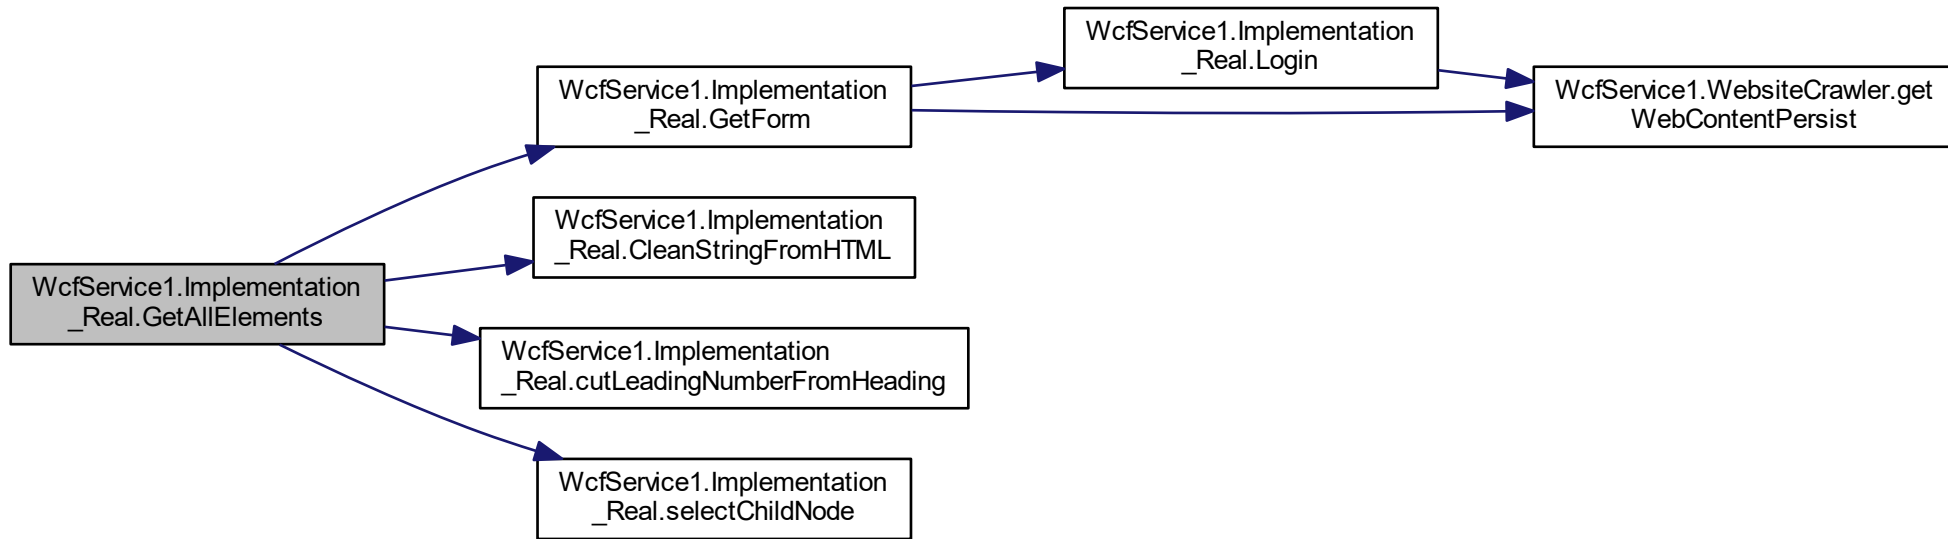 WcfService1.Implementation
_Real.Login
WcfService1.Implementation
_Real.GetForm
WcfService1.WebsiteCrawler.get
WebContentPersist
WcfService1.Implementation
_Real.CleanStringFromHTML
WcfService1.Implementation
_Real.GetAllElements
WcfService1.Implementation
_Real.cutLeadingNumberFromHeading
WcfService1.Implementation
_Real.selectChildNode